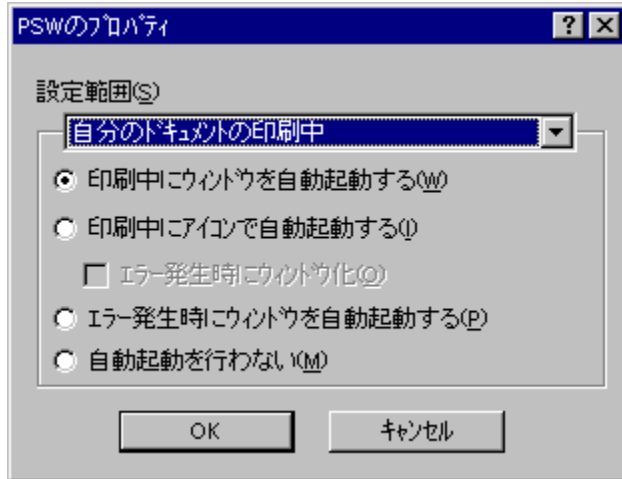 PSWのﾌﾟﾛﾊﾟﾃｨ
設定範囲(S)
自分のﾄﾞｷｭﾒﾝﾄの印刷中
印刷中にｳｨﾝﾄﾞｳを自動起動する(W)
印刷中にｱｲｺﾝで自動起動する(I)
ｴﾗｰ発生時にｳｨﾝﾄﾞｳ化(O)
ｴﾗｰ発生時にｳｨﾝﾄﾞｳを自動起動する(P)
自動起動を行わない(M)
OK ｷｬﾝｾﾙ